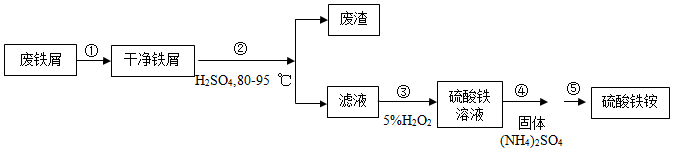 废铁屑
①
干净铁屑
②
H2SO4,80-95 ℃
废渣
滤液
③
5%H2O2
硫酸铁
溶液
④
固体
(NH4)2SO4
⑤
硫酸铁铵